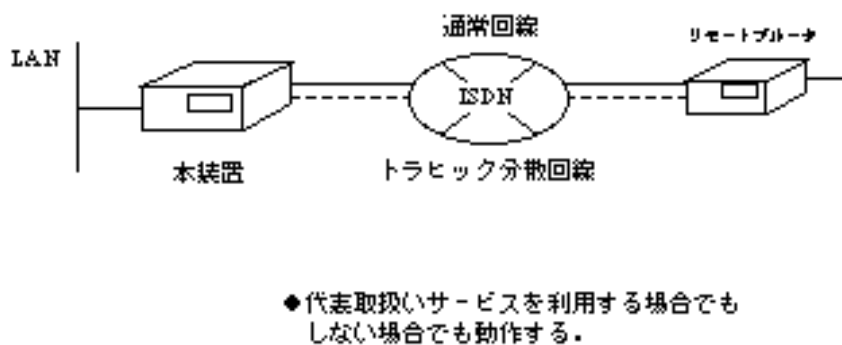 通常回線
リモートブルータ
LAN
ISDN
本装置
トラヒック分散回線
◆代表取扱いサービスを利用する場合でも
しない場合でも動作する.